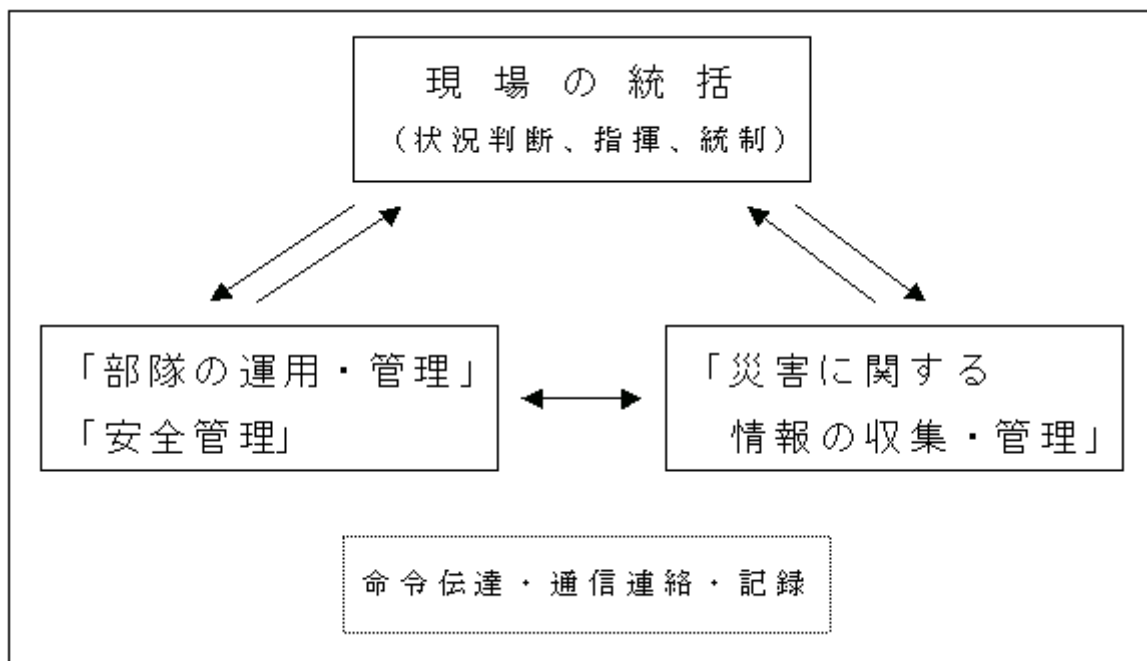 現場の統括
（状況判断、指揮、統制）
「部隊の運用・管理」
「安全管理」
「災害に関する
情報の収集・管理」
命令伝達・通信連絡・記録